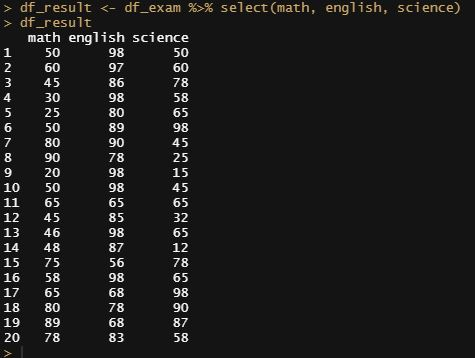 > df_result <- df_exam %>% select(math, english, science)
> df_result
   math english science
1    50      98      50
2    60      97      60
3    45      86      78
4    30      98      58
5    25      80      65
6    50      89      98
7    80      90      45
8    90      78      25
9    20      98      15
10   50      98      45
11   65      65      65
12   45      85      32
13   46      98      65
14   48      87      12
15   75      56      78
16   58      98      65
17   65      68      98
18   80      78      90
19   89      68      87
20   78      83      58
>